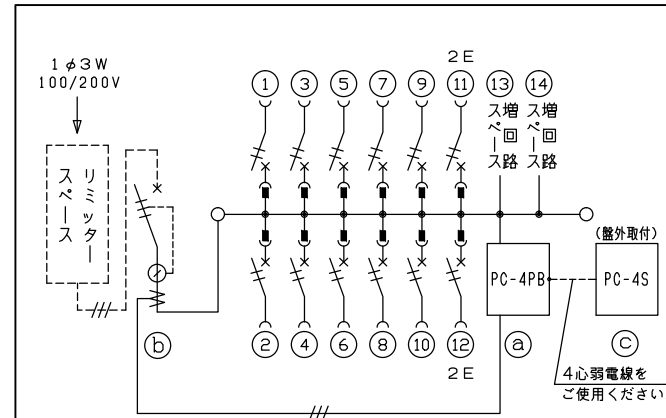 1φ3W
100/200V
リミッター
スペース
2E
① ③ ⑤ ⑦ ⑨ ⑪ ⑬ ⑭
増回路
スペース
増回路
スペース
(盤外取付)
PC-4PB
PC-4S
ⓑ
② ④ ⑥ ⑧ ⑩ ⑫ ⓐ ⓒ
2E
4心弱電線を
ご使用ください